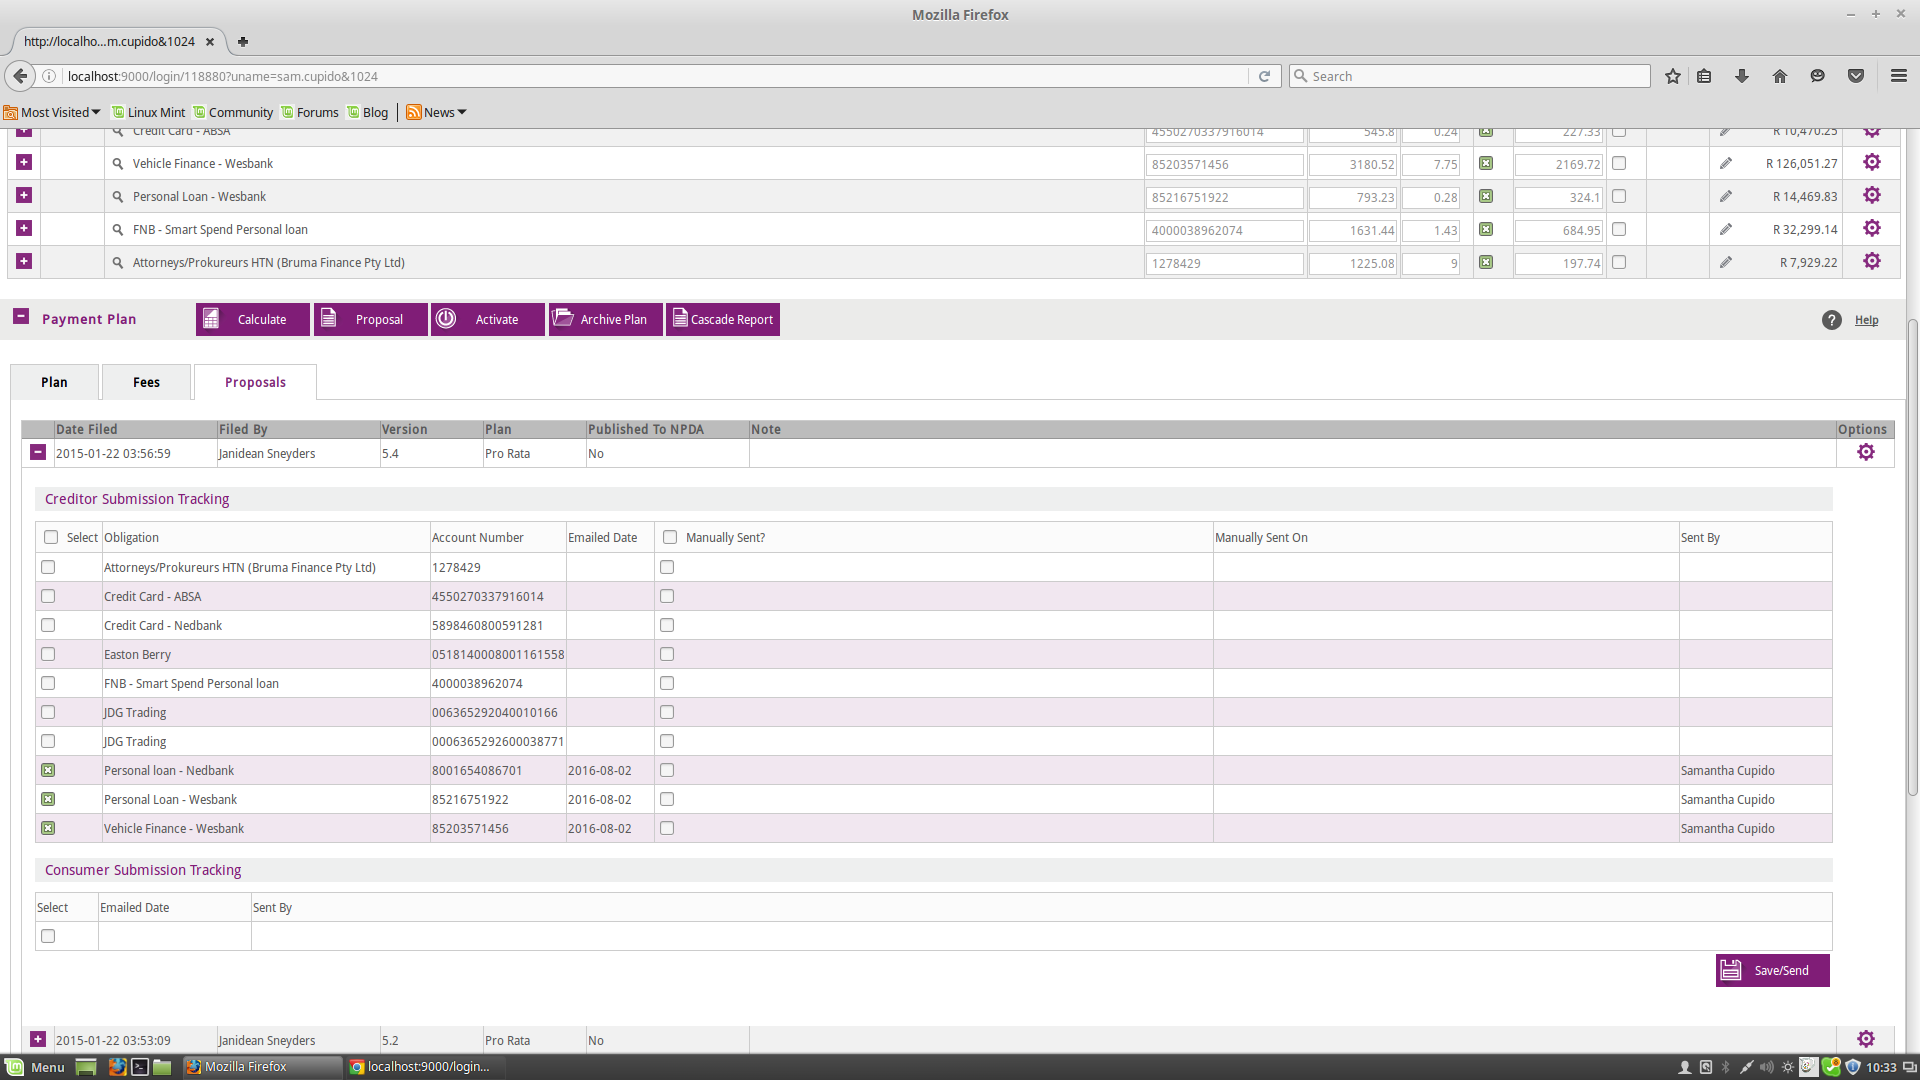 Mozilla Firefox
http://localho...m.cupido&1024
localhost:9000/login/118880?uname=sam.cupido&1024
Search
Most Visited Linux Mint Community Forums Blog News
Credit Card - ABSA 4550270337916014 545.8 0.24 227.33 R 10,470.25
Vehicle Finance - Wesbank 85203571456 3180.52 7.75 2169.72 R 126,051.27
Personal Loan - Wesbank 85216751922 793.23 0.28 324.1 R 14,469.83
FNB - Smart Spend Personal loan 4000038962074 1631.44 1.43 684.95 R 32,299.14
Attorneys/Prokureurs HTN (Bruma Finance Pty Ltd) 1278429 1225.08 9 197.74 R 7,929.22
Payment Plan Calculate Proposal Activate Archive Plan Cascade Report ? Help
Plan Fees Proposals
Date Filed Filed By Version Plan Published To NPDA Note Options
2015-01-22 03:56:59 Janidean Sneyders 5.4 Pro Rata No
Creditor Submission Tracking
Select Obligation Account Number Emailed Date Manually Sent? Manually Sent On Sent By
Attorneys/Prokureurs HTN (Bruma Finance Pty Ltd) 1278429
Credit Card - ABSA 4550270337916014
Credit Card - Nedbank 5898460800591281
Easton Berry 0518140008001161558
FNB - Smart Spend Personal loan 4000038962074
JDG Trading 006365292040010166
JDG Trading 0006365292600038771
Personal loan - Nedbank 8001654086701 2016-08-02 Samantha Cupido
Personal Loan - Wesbank 85216751922 2016-08-02 Samantha Cupido
Vehicle Finance - Wesbank 85203571456 2016-08-02 Samantha Cupido
Consumer Submission Tracking
Select Emailed Date Sent By
Save/Send
2015-01-22 03:53:09 Janidean Sneyders 5.2 Pro Rata No
Menu Mozilla Firefox localhost:9000/login... 10:33